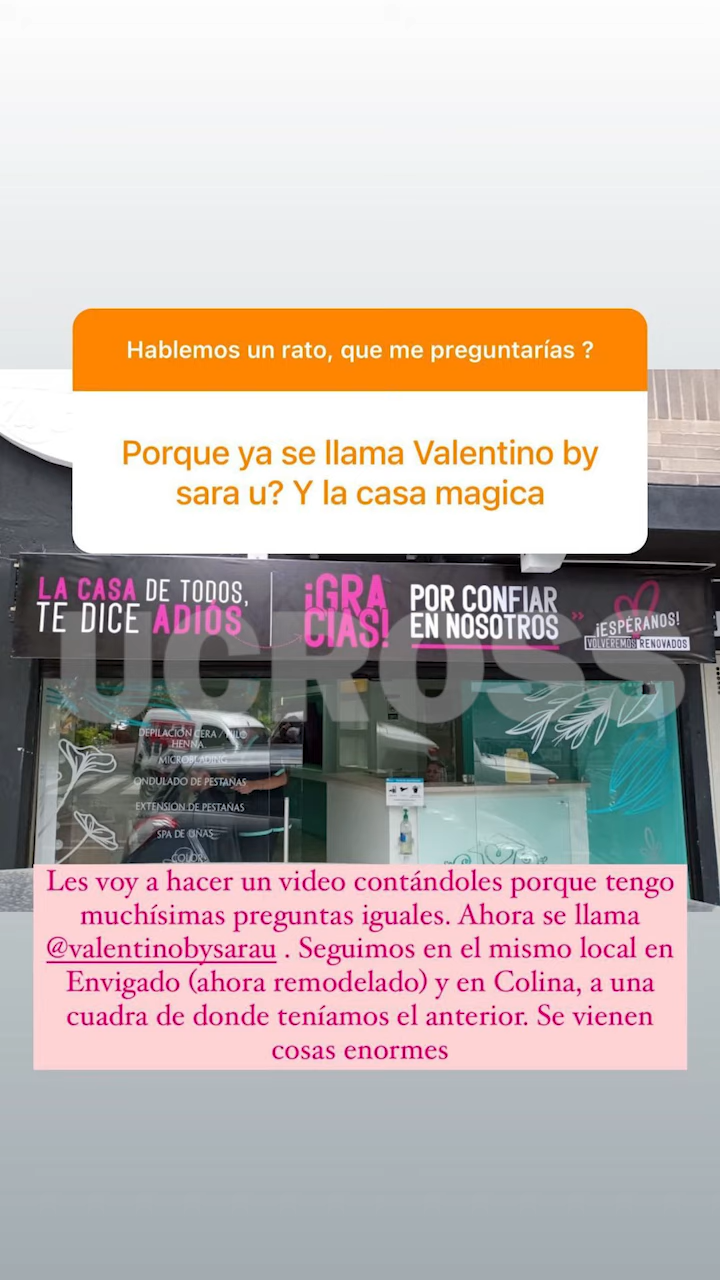 Hablemos un rato, que me preguntarías ?
Porque ya se llama Valentino by
sara u? Y la casa magica
LA CASA DE TODOS,
TE DICE ADIÓS
¡GRA
CIAS!
POR CONFIAR
EN NOSOTROS
¡ESPÉRANOS!
VOLVEREMOS RENOVADOS
UCROSS
DEPILACIÓN CERA / HILO
HENNA
MICROBLADING
ONDULADO DE PESTAÑAS
EXTENSIÓN DE PESTAÑAS
SPA DE UÑAS
COLOR
Les voy a hacer un video contándoles porque tengo
muchísimas preguntas iguales. Ahora se llama
@valentinobysarau . Seguimos en el mismo local en
Envigado (ahora remodelado) y en Colina, a una
cuadra de donde teníamos el anterior. Se vienen
cosas enormes